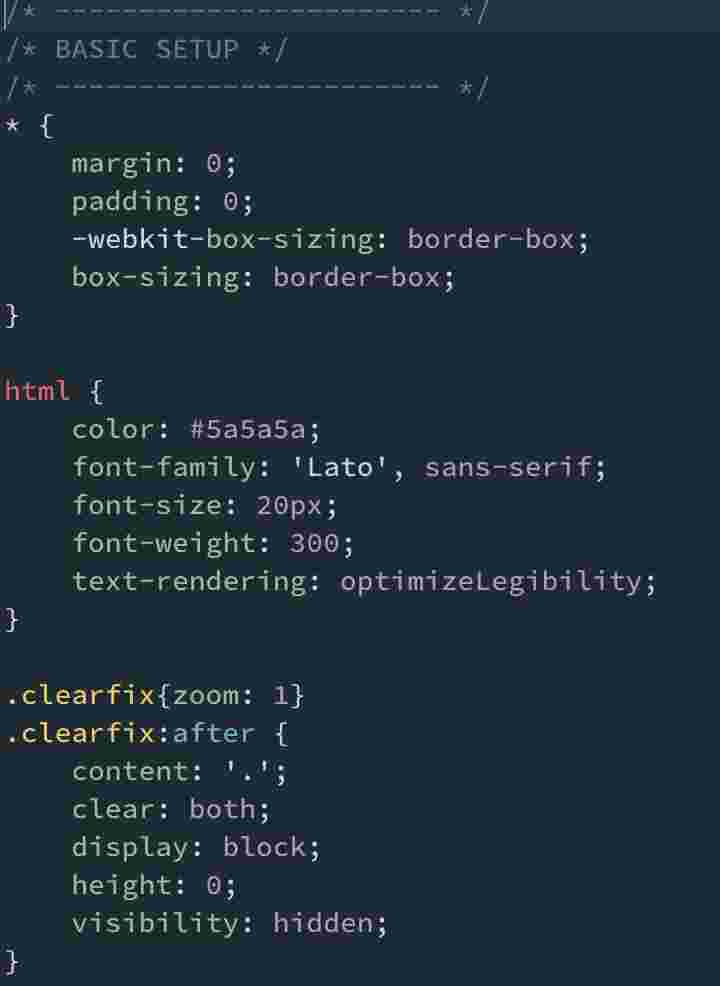 /* ----------------------- */
/* BASIC SETUP */
/* ----------------------- */
* {
    margin: 0;
    padding: 0;
    -webkit-box-sizing: border-box;
    box-sizing: border-box;
}

html {
    color: #5a5a5a;
    font-family: 'Lato', sans-serif;
    font-size: 20px;
    font-weight: 300;
    text-rendering: optimizeLegibility;
}

.clearfix{zoom: 1}
.clearfix:after {
    content: '.';
    clear: both;
    display: block;
    height: 0;
    visibility: hidden;
}